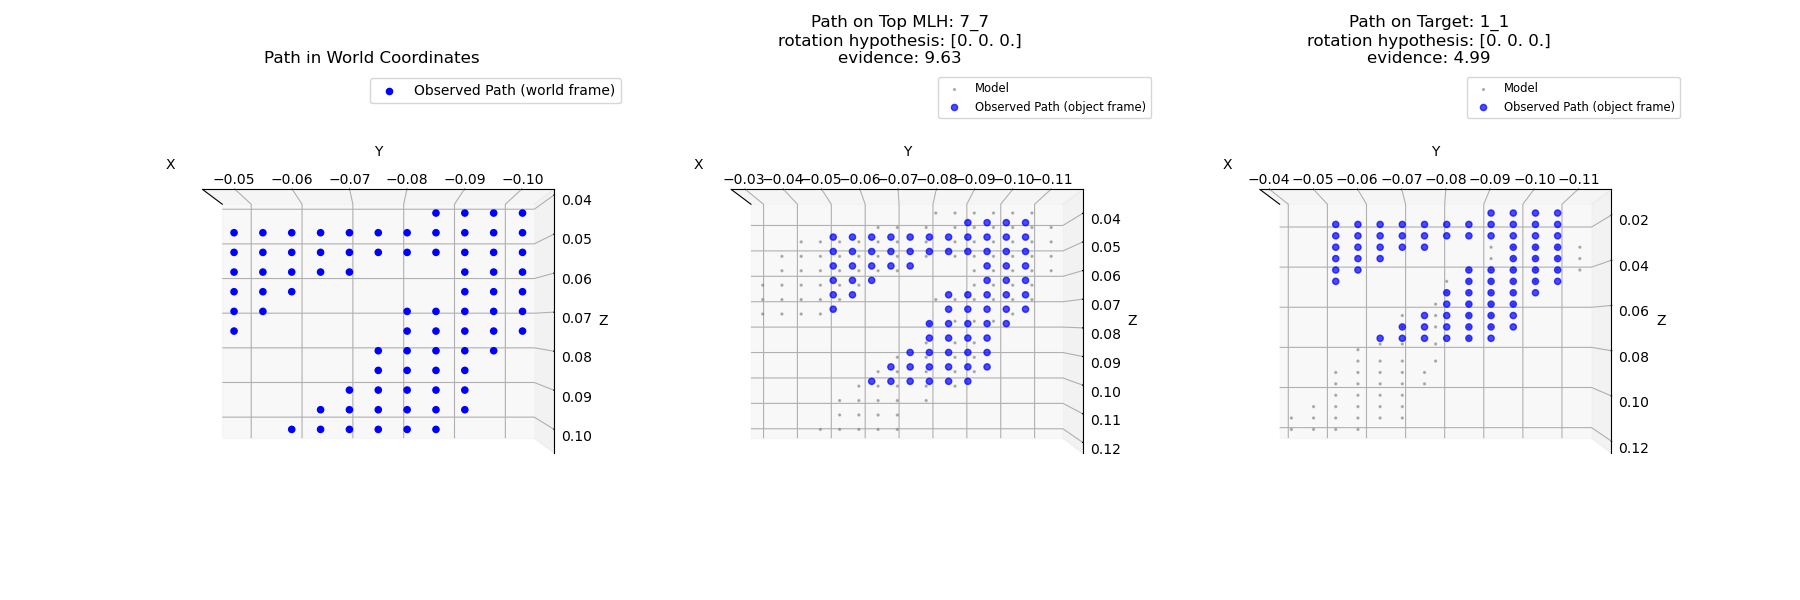 Path in World Coordinates
Observed Path (world frame)
X
Y
−0.05 −0.06 −0.07 −0.08 −0.09 −0.10
0.04
0.05
0.06
0.07
Z
0.08
0.09
0.10
Path on Top MLH: 7_7
rotation hypothesis: [0. 0. 0.]
evidence: 9.63
Model
Observed Path (object frame)
X
Y
−0.03 −0.04 −0.05 −0.06 −0.07 −0.08 −0.09 −0.10 −0.11
0.04
0.05
0.06
0.07
Z
0.08
0.09
0.10
0.11
0.12
Path on Target: 1_1
rotation hypothesis: [0. 0. 0.]
evidence: 4.99
Model
Observed Path (object frame)
X
Y
−0.04 −0.05 −0.06 −0.07 −0.08 −0.09 −0.10 −0.11
0.02
0.04
0.06
Z
0.08
0.10
0.12